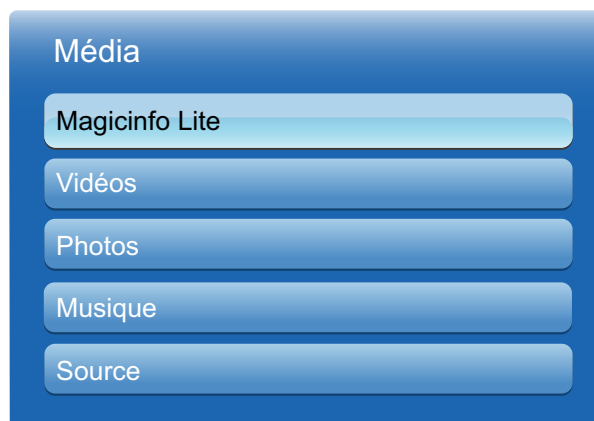 Média
Magicinfo Lite
Vidéos
Photos
Musique
Source